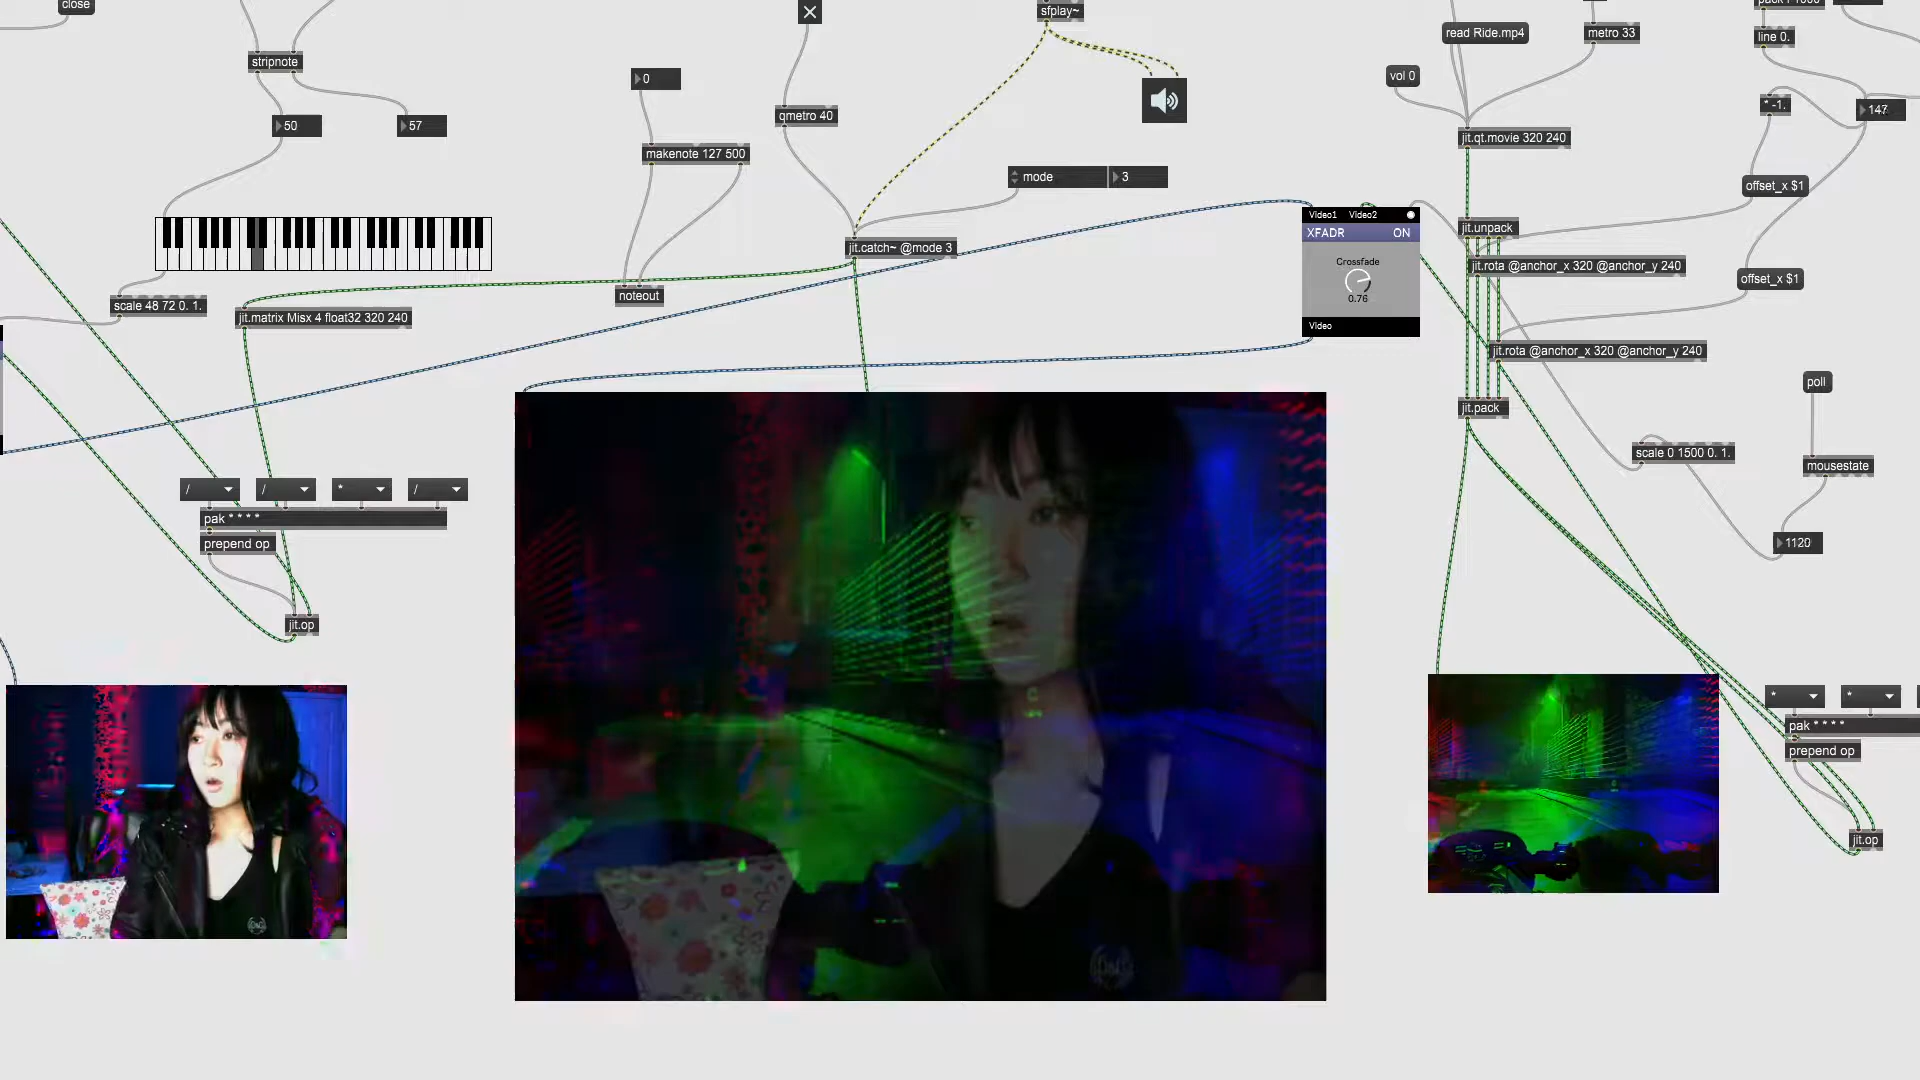 close
sfplay~
read Ride.mp4
metro 33
line 0.
stripnote
vol 0
0
* -1.
147
qmetro 40
50
57
jit.qt.movie 320 240
makenote 127 500
mode
3
offset_x $1
Video1 Video2
jit.unpack
XFADR ON
jit.catch~ @mode 3
Crossfade
0.76
jit.rota @anchor_x 320 @anchor_y 240
offset_x $1
noteout
scale 48 72 0. 1.
jit.matrix Misx 4 float32 320 240
Video
jit.rota @anchor_x 320 @anchor_y 240
poll
jit.pack
scale 0 1500 0. 1.
mousestate
/ / * /
pak * * * *
prepend op
1120
jit.op
* *
pak * * * *
prepend op
jit.op